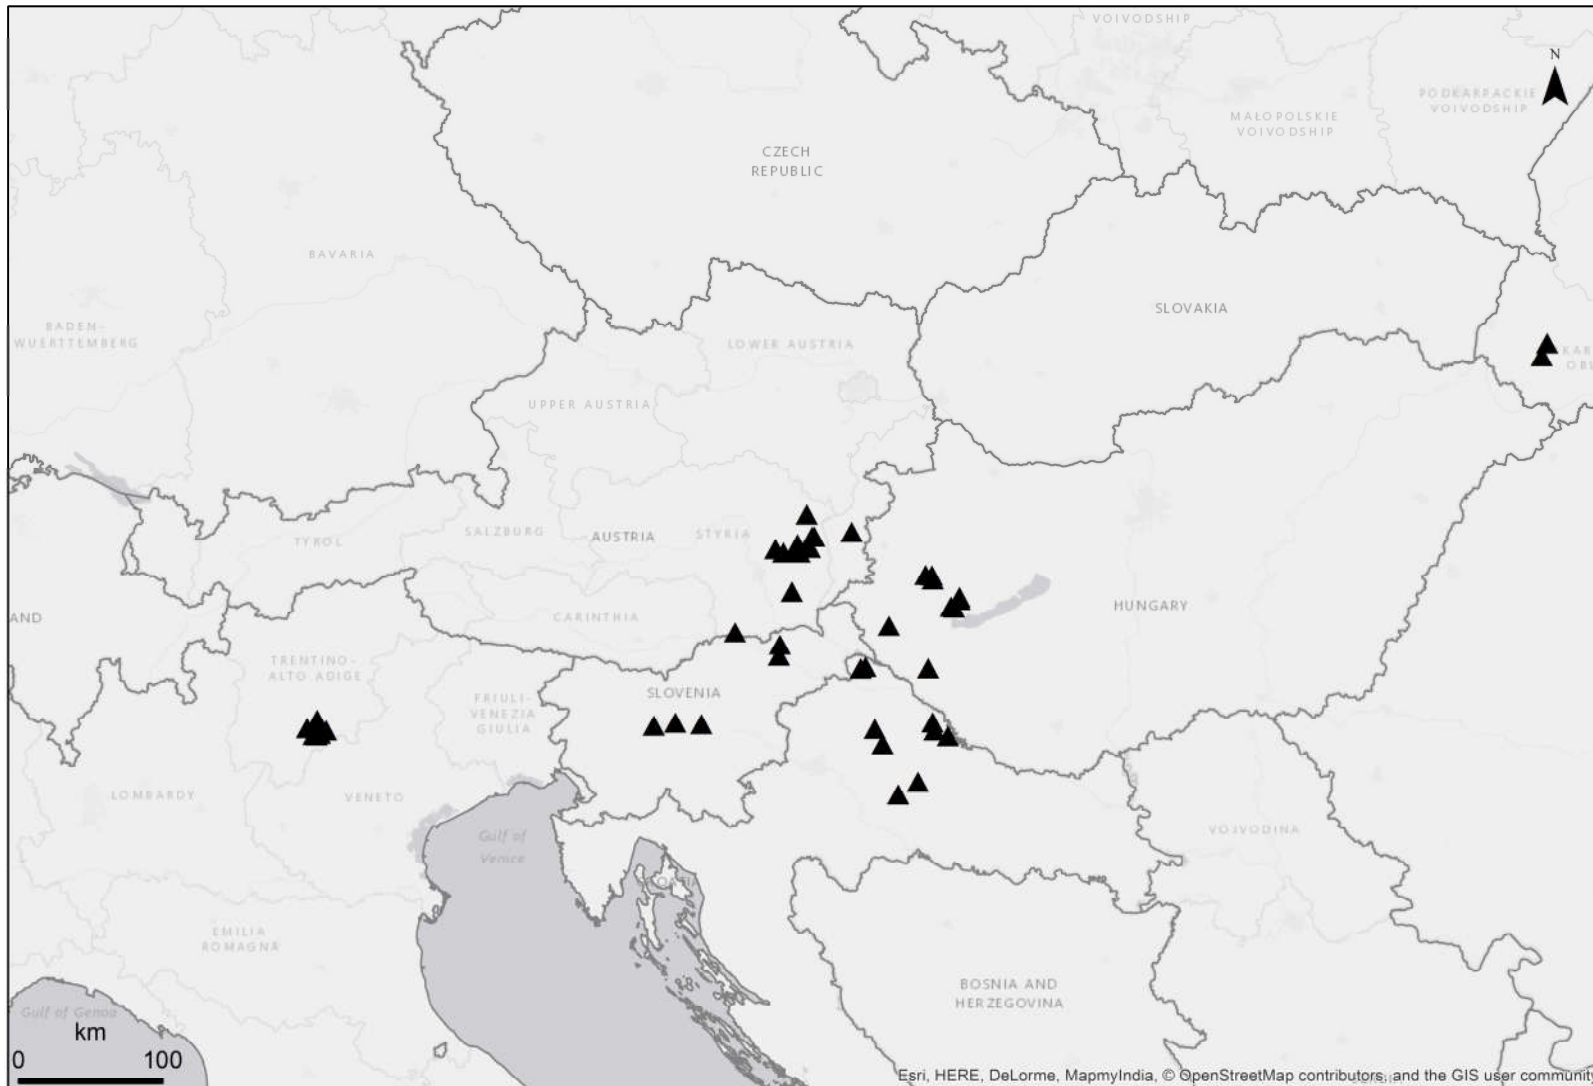 VOIVODSHIP
N
PODKARPACKIE
VOIVODSHIP
MAŁOPOLSKIE
VOIVODSHIP
CZECH
REPUBLIC
BAVARIA
SLOVAKIA
BADEN-
WUERTTEMBERG
LOWER AUSTRIA
KAR
OBL
UPPER AUSTRIA
SALZBURG
AUSTRIA
STYRIA
TYROL
HUNGARY
AND
CARINTHIA
TRENTINO-
ALTO ADIGE
SLOVENIA
FRIULI-
VENEZIA
GIULIA
LOMBARDY
VENETO
VOJVODINA
Gulf of
Venice
EMILIA
ROMAGNA
BOSNIA AND
HERZEGOVINA
Gulf of Genoa
km
0 100
Esri, HERE, DeLorme, MapmyIndia, © OpenStreetMap contributors, and the GIS user community